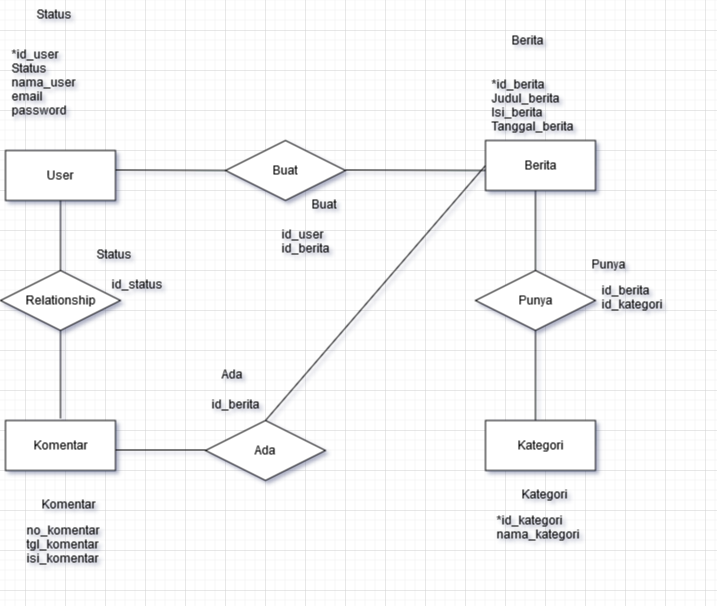 Status
*id_user
Status
nama_user
email
password
Berita
*id_berita
Judul_berita
Isi_berita
Tanggal_berita
User
Buat
Berita
Buat
id_user
id_berita
Status
id_status
Relationship
Punya
Punya
id_berita
id_kategori
Ada
id_berita
Komentar
Ada
Kategori
Komentar
no_komentar
tgl_komentar
isi_komentar
Kategori
*id_kategori
nama_kategori